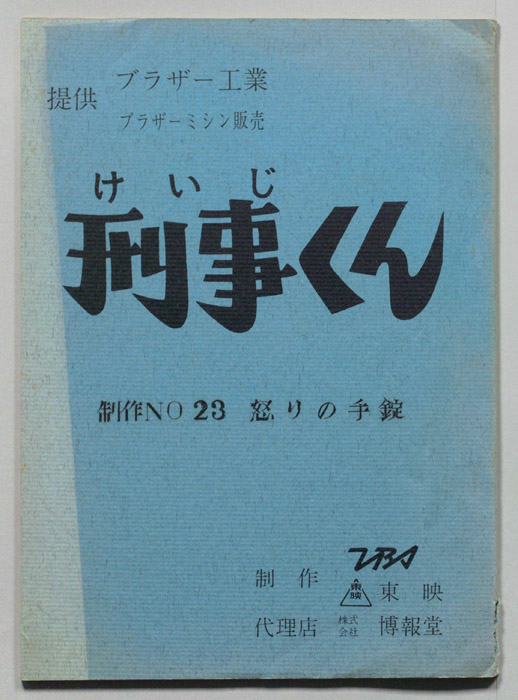 提供 ブラザー工業
ブラザーミシン販売
けいじ
刑事くん
制作NO 23 怒りの手錠
TBS
制作 東映 東映
代理店 株式会社 博報堂